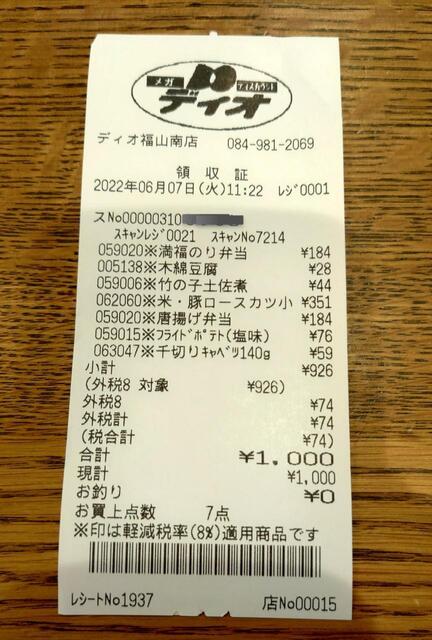 メガ ディスカウント
ディオ
ディオ福山南店 084-981-2069
領収証
2022年06月07日(火)11:22 ﾚｼﾞ0001
スNo00000310
ｽｷｬﾝﾚｼﾞ0021 ｽｷｬﾝNo7214
059020※満福のり弁当 ¥184
005138※木綿豆腐 ¥28
059006※竹の子土佐煮 ¥44
062060※米・豚ロースカツ小 ¥351
059020※唐揚げ弁当 ¥184
059015※ﾌﾗｲﾄﾞﾎﾟﾃﾄ(塩味) ¥76
063047※千切りｷｬﾍﾞﾂ140g ¥59
小計 ¥926
(外税8 対象 ¥926)
外税8 ¥74
外税計 ¥74
(税合計 ¥74)
合計 ¥1,000
現計 ¥1,000
お釣り ¥0
お買上点数 7点
※印は軽減税率(8%)適用商品です
ﾚｼｰﾄNo1937 店No00015